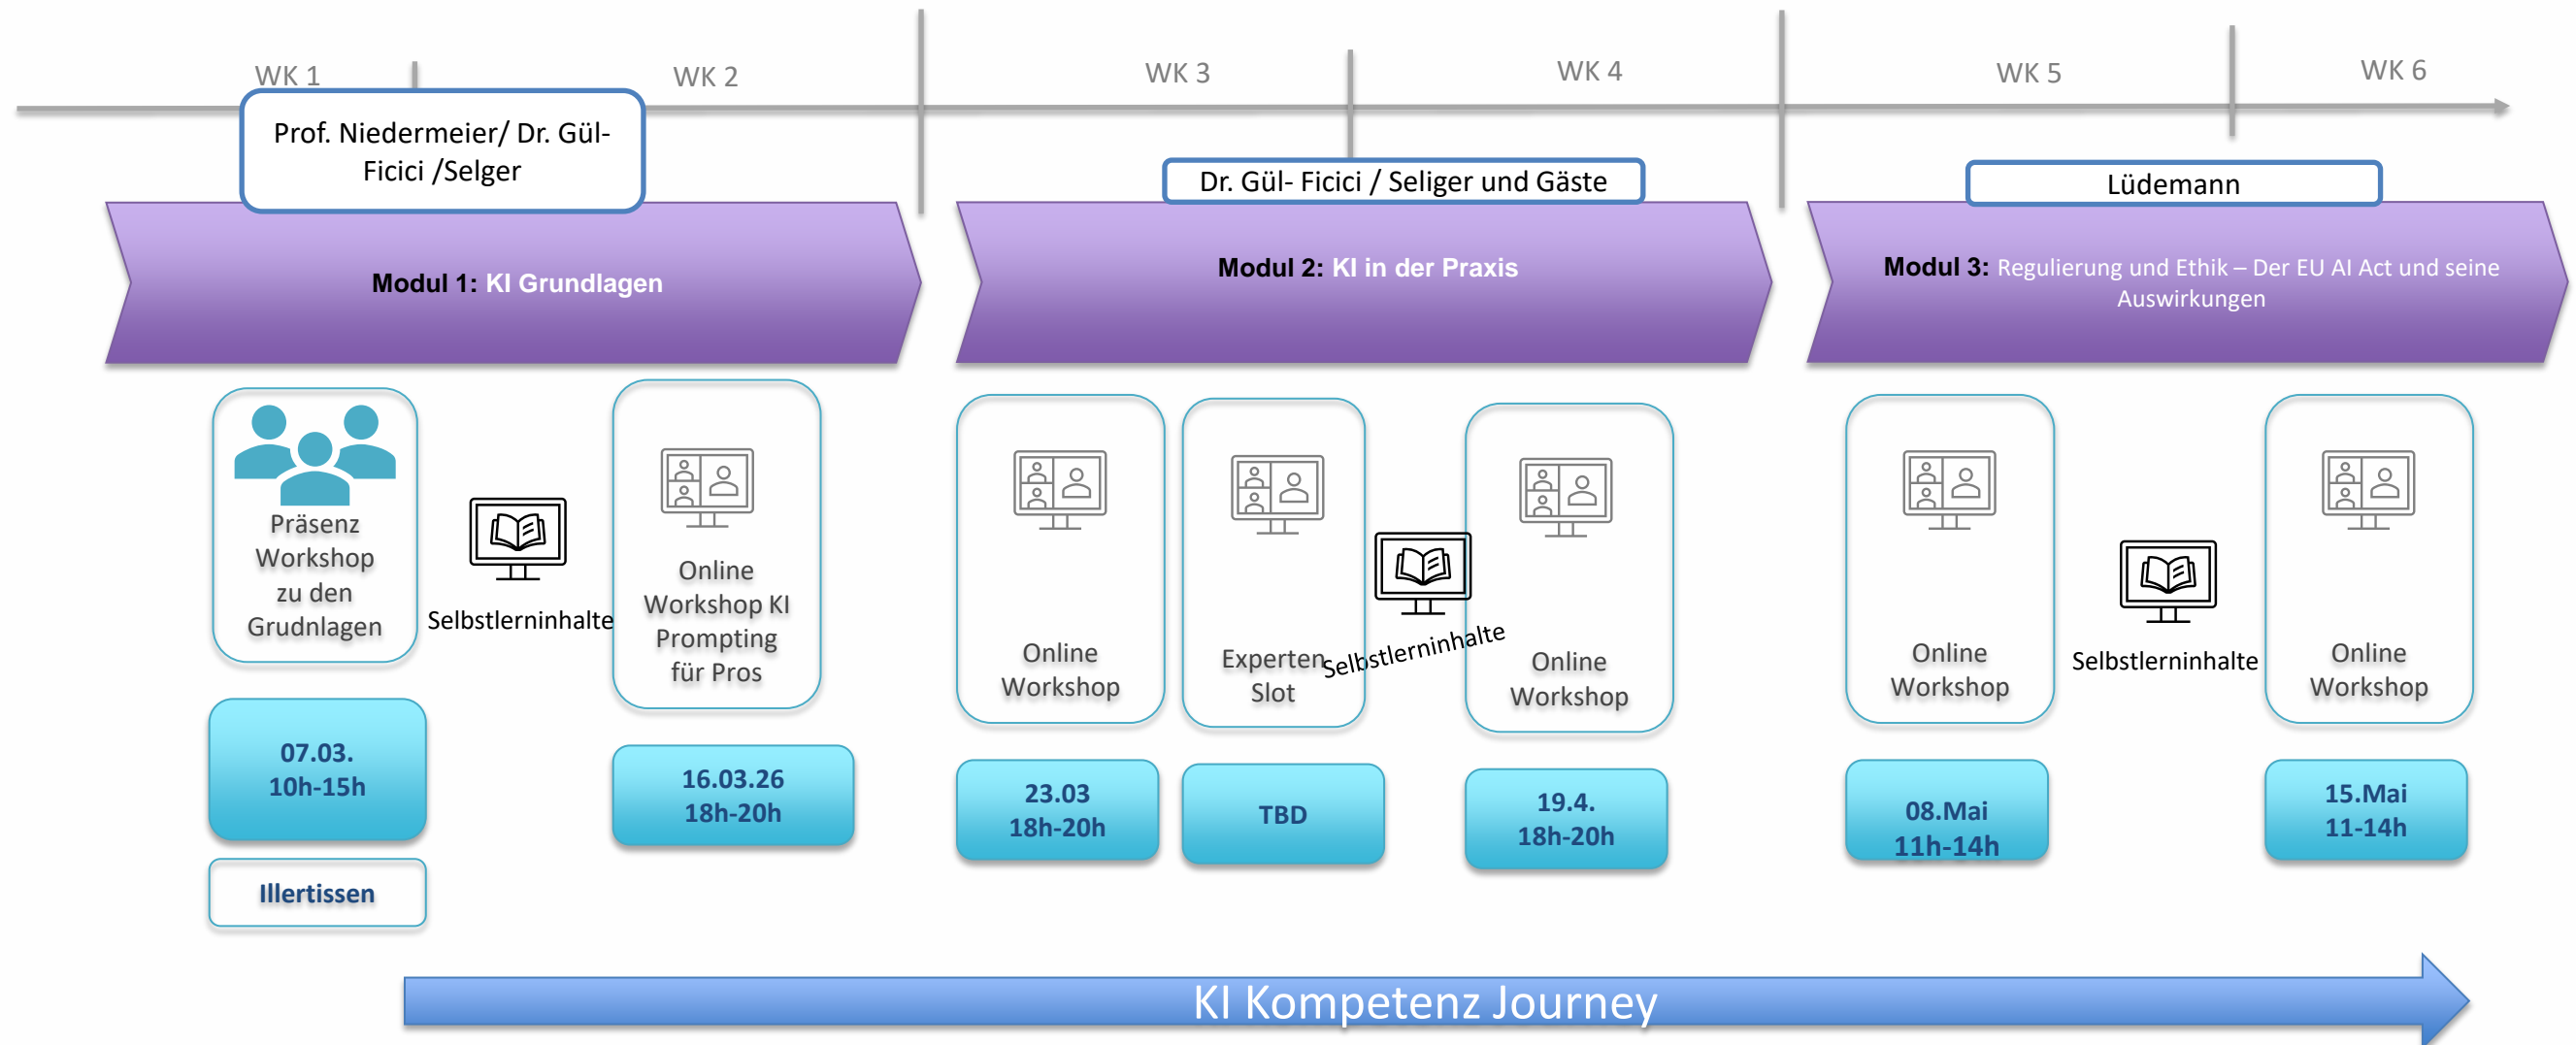 WK 1
WK 2
WK 3
WK 4
WK 5
WK 6
Prof. Niedermeier/ Dr. Gül-
Ficici /Selger
Dr. Gül- Ficici / Seliger und Gäste
Lüdemann
Modul 1: KI Grundlagen
Modul 2: KI in der Praxis
Modul 3: Regulierung und Ethik – Der EU AI Act und seine
Auswirkungen
Präsenz
Workshop
zu den
Grudnlagen
Selbstlerninhalte
Online
Workshop KI
Prompting
für Pros
Online
Workshop
Experten
Slot
Selbstlerninhalte
Online
Workshop
Online
Workshop
Selbstlerninhalte
Online
Workshop
07.03.
10h-15h
16.03.26
18h-20h
23.03
18h-20h
TBD
19.4.
18h-20h
08.Mai
11h-14h
15.Mai
11-14h
Illertissen
KI Kompetenz Journey